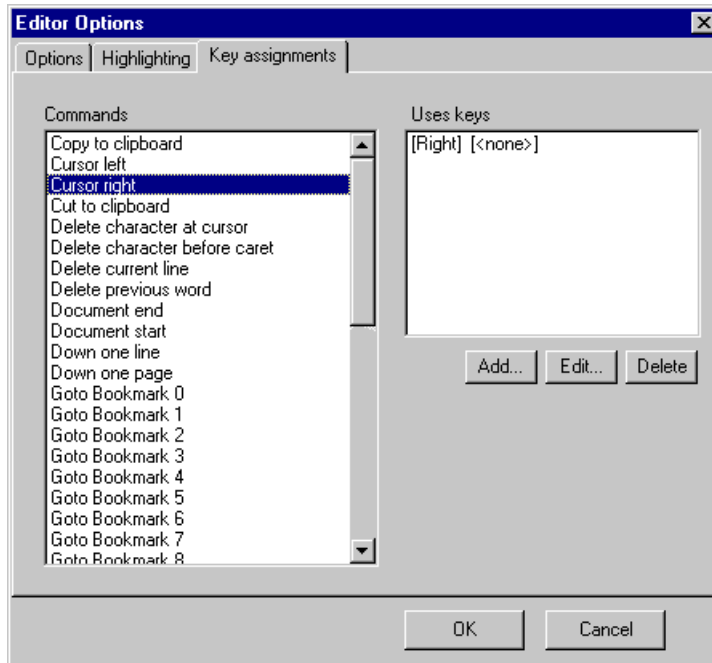 Editor Options
Options Highlighting Key assignments
Commands
Copy to clipboard
Cursor left
Cursor right
Cut to clipboard
Delete character at cursor
Delete character before caret
Delete current line
Delete previous word
Document end
Document start
Down one line
Down one page
Goto Bookmark 0
Goto Bookmark 1
Goto Bookmark 2
Goto Bookmark 3
Goto Bookmark 4
Goto Bookmark 5
Goto Bookmark 6
Goto Bookmark 7
Goto Bookmark 8
Uses keys
[Right] [<none>]
Add... Edit... Delete
OK Cancel